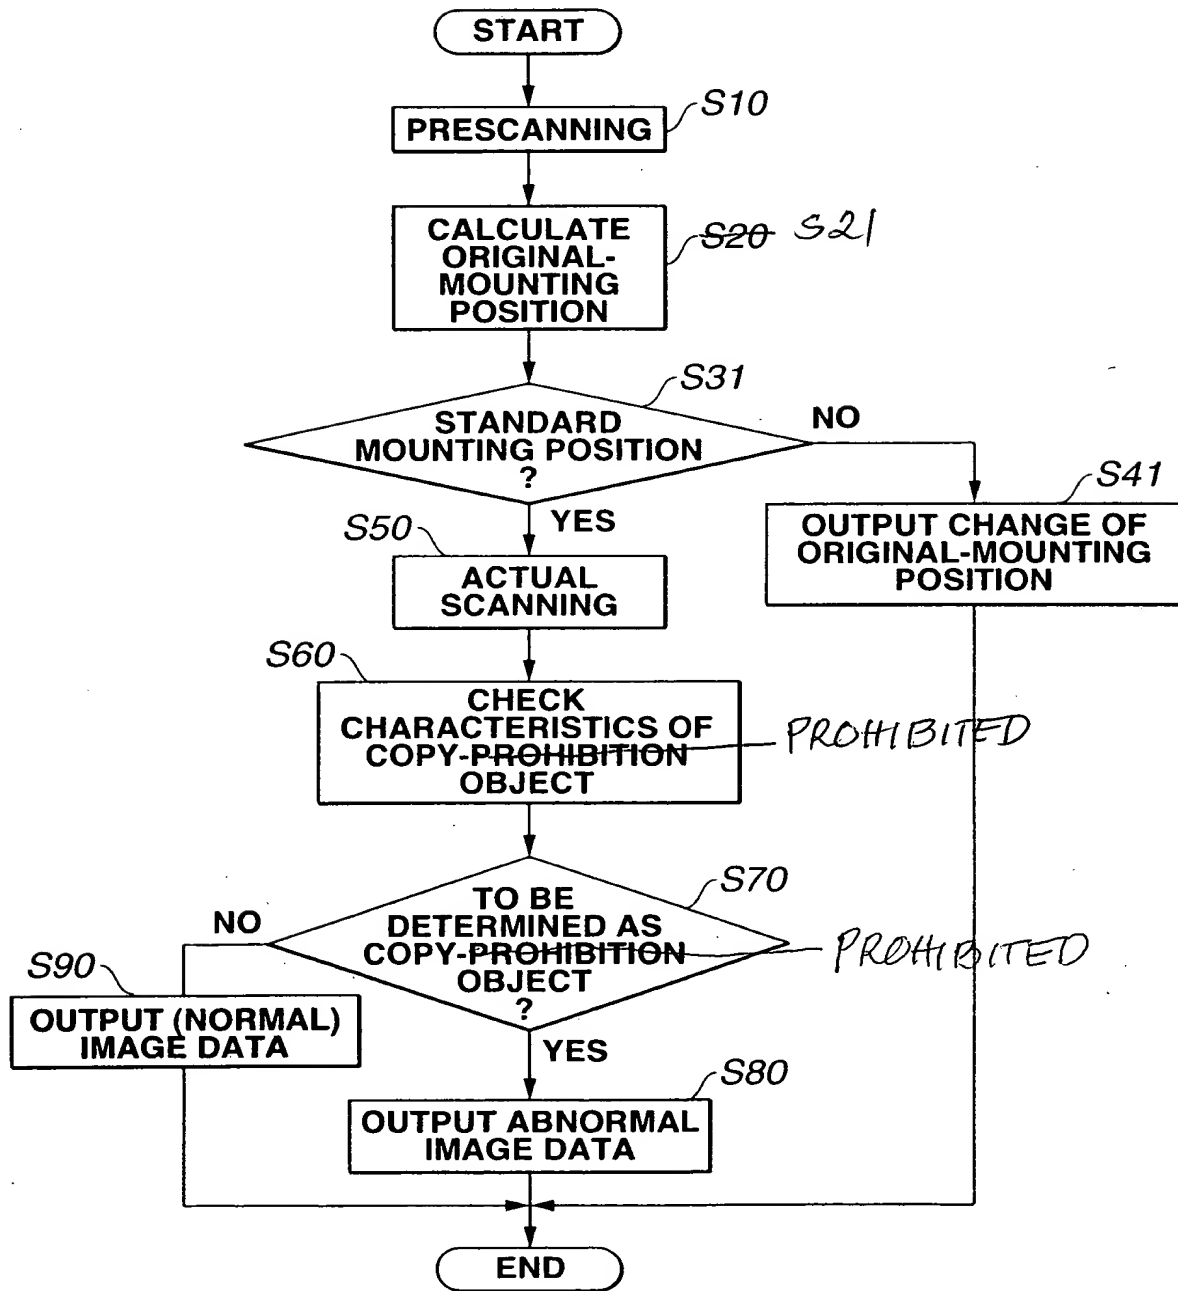 START
S10
PRESCANNING
CALCULATE
ORIGINAL-
MOUNTING
POSITION
S20 S21
S31
STANDARD
MOUNTING POSITION
?
NO
YES
S41
OUTPUT CHANGE OF
ORIGINAL-MOUNTING
POSITION
S50
ACTUAL
SCANNING
S60
CHECK
CHARACTERISTICS OF
COPY-PROHIBITION PROHIBITED
OBJECT
S70
TO BE
DETERMINED AS
COPY-PROHIBITION PROHIBITED
OBJECT
?
NO
YES
S90
OUTPUT (NORMAL)
IMAGE DATA
S80
OUTPUT ABNORMAL
IMAGE DATA
END